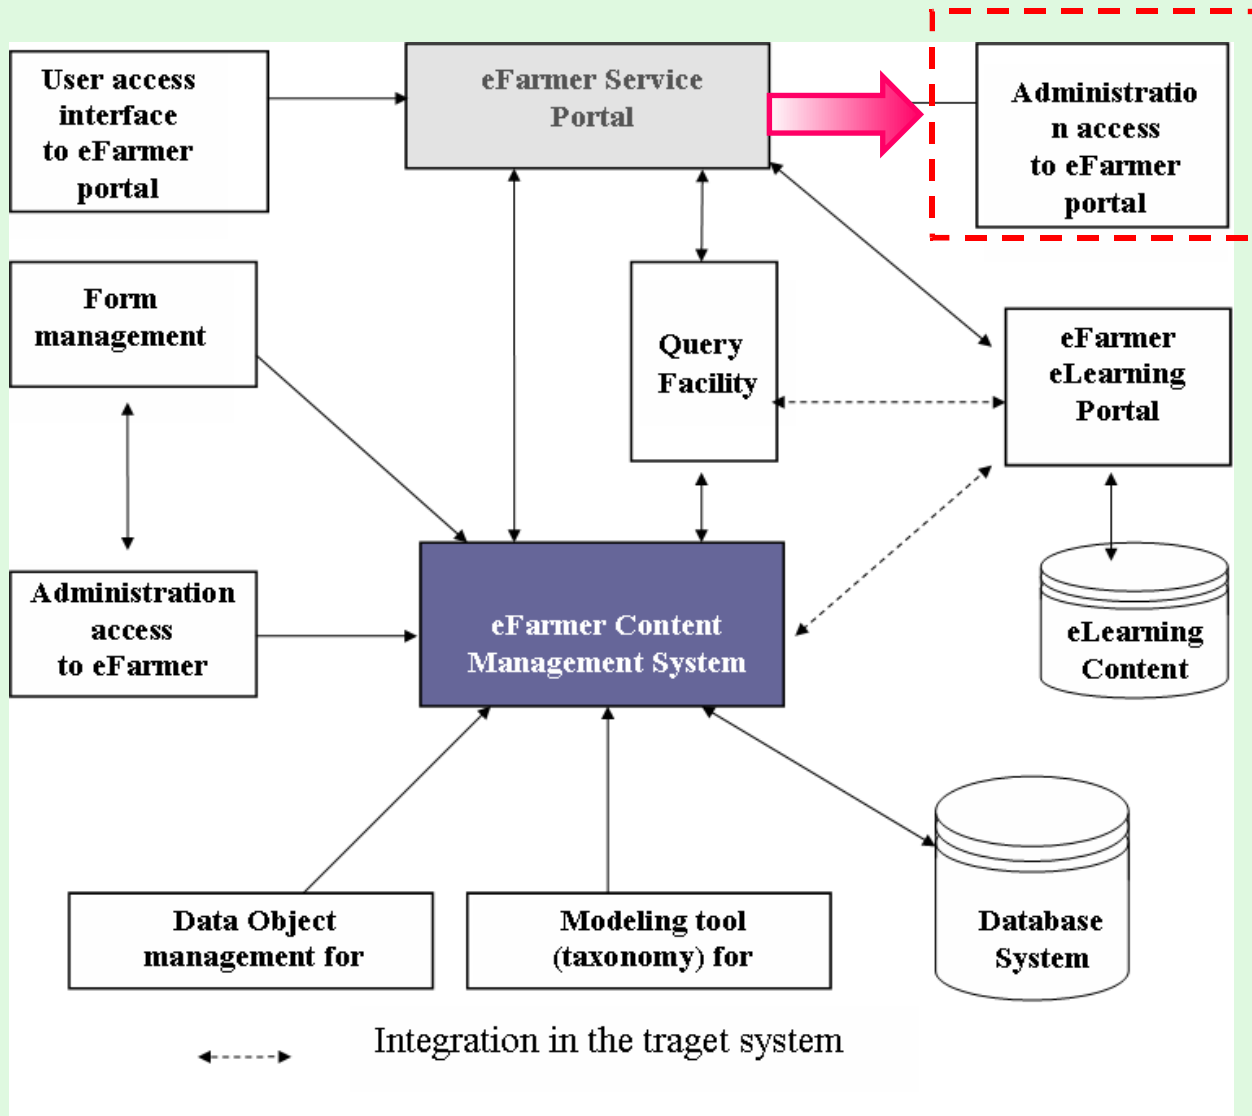 User access
interface
to eFarmer
portal
eFarmer Service
Portal
Administratio
n access
to eFarmer
portal
Form
management
Query
Facility
eFarmer
eLearning
Portal
Administration
access
to eFarmer
eFarmer Content
Management System
eLearning
Content
Data Object
management for
Modeling tool
(taxonomy) for
Database
System
Integration in the traget system